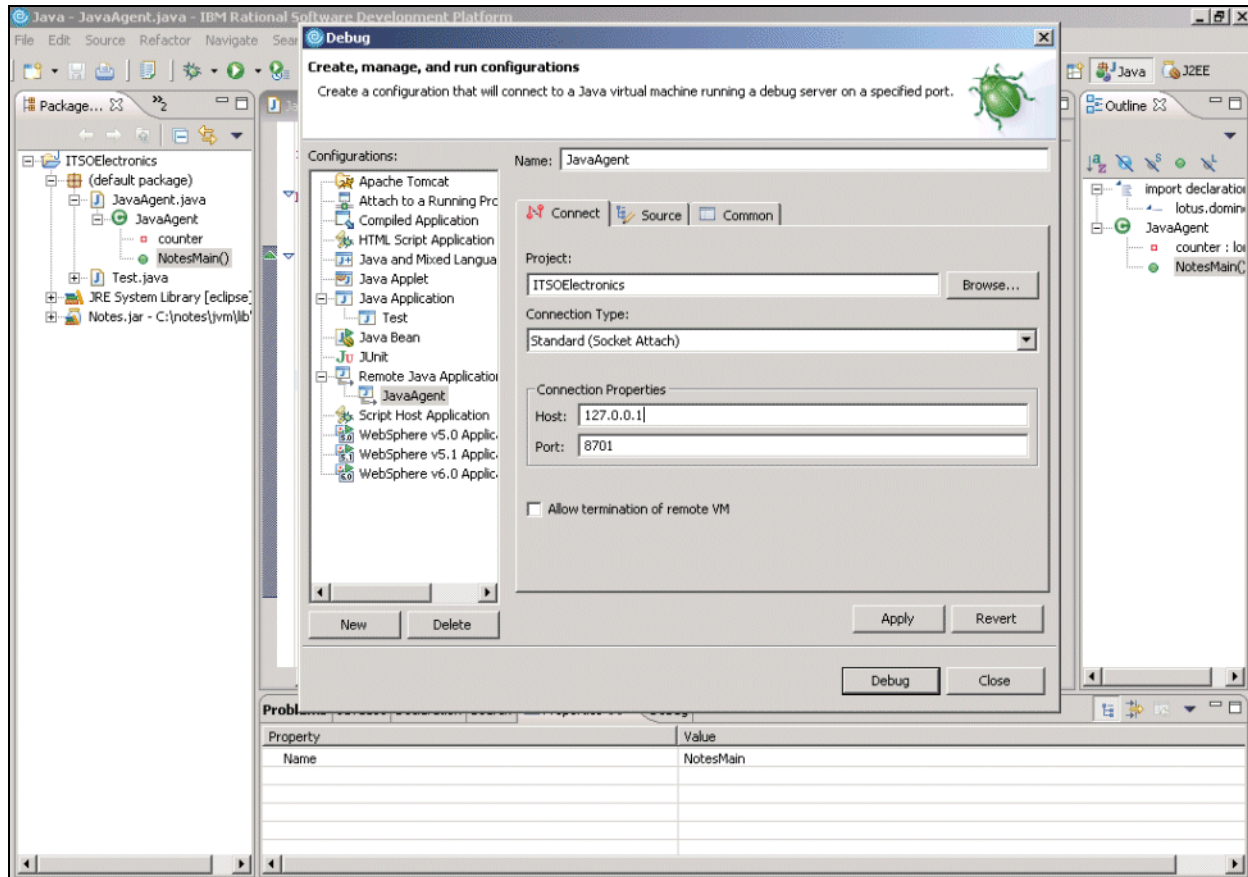 Java - JavaAgent.java - IBM Rational Software Development Platform
File Edit Source Refactor Navigate Sear
Java J2EE
Package... »2
ITSOElectronics
(default package)
JavaAgent.java
JavaAgent
counter
NotesMain()
Test.java
JRE System Library [eclipse]
Notes.jar - C:\notes\jvm\lib
Debug
Create, manage, and run configurations
Create a configuration that will connect to a Java virtual machine running a debug server on a specified port.
Configurations:
Apache Tomcat
Attach to a Running Prc
Compiled Application
HTML Script Application
Java and Mixed Langua
Java Applet
Java Application
Test
Java Bean
JUnit
Remote Java Application
JavaAgent
Script Host Application
WebSphere v5.0 Applic
WebSphere v5.1 Applic
WebSphere v6.0 Applic
New Delete
Name: JavaAgent
Connect Source Common
Project:
ITSOElectronics Browse...
Connection Type:
Standard (Socket Attach)
Connection Properties
Host: 127.0.0.1
Port: 8701
Allow termination of remote VM
Apply Revert
Debug Close
Outline
import declaration
lotus.domin
JavaAgent
counter : lo
NotesMain()
Property Value
Name NotesMain